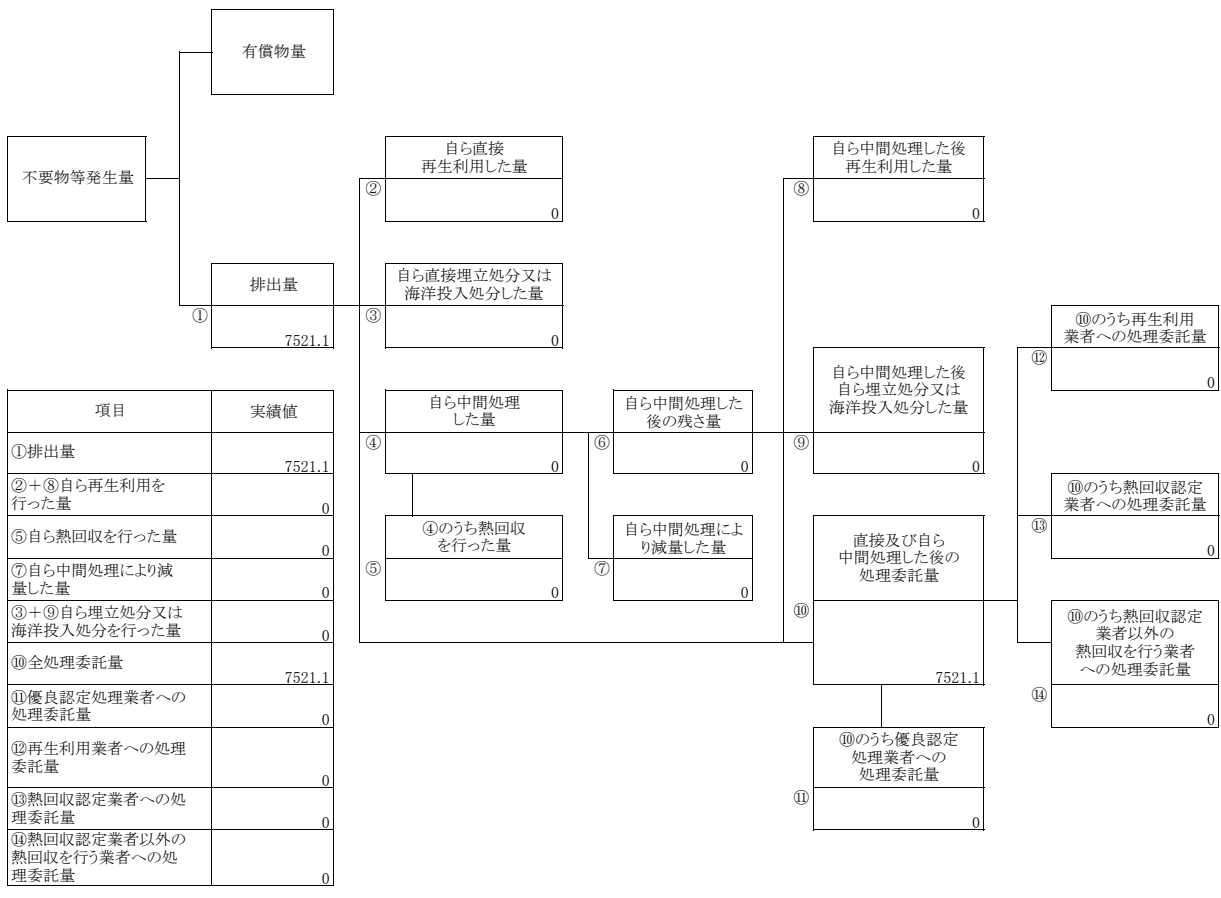 有償物量
不要物等発生量
排出量
①
7521.1
自ら直接
再生利用した量
②
0
自ら直接埋立処分又は
海洋投入処分した量
③
0
自ら中間処理
した量
④
0
④のうち熱回収
を行った量
⑤
0
自ら中間処理した
後の残さ量
⑥
0
自ら中間処理によ
り減量した量
⑦
0
自ら中間処理した後
再生利用した量
⑧
0
自ら中間処理した後
自ら埋立処分又は
海洋投入処分した量
⑨
0
直接及び自ら
中間処理した後の
処理委託量
⑩
7521.1
⑩のうち優良認定
処理業者への
処理委託量
⑪
0
⑩のうち再生利用
業者への処理委託量
⑫
0
⑩のうち熱回収認定
業者への処理委託量
⑬
0
⑩のうち熱回収認定
業者以外の
熱回収を行う業者
への処理委託量
⑭
0
項目 実績値
①排出量
7521.1
②＋⑧自ら再生利用を
行った量
0
⑤自ら熱回収を行った量
0
⑦自ら中間処理により減
量した量
0
③＋⑨自ら埋立処分又は
海洋投入処分を行った量
0
⑩全処理委託量
7521.1
⑪優良認定処理業者への
処理委託量
0
⑫再生利用業者への処理
委託量
0
⑬熱回収認定業者への処
理委託量
0
⑭熱回収認定業者以外の
熱回収を行う業者への処
理委託量
0